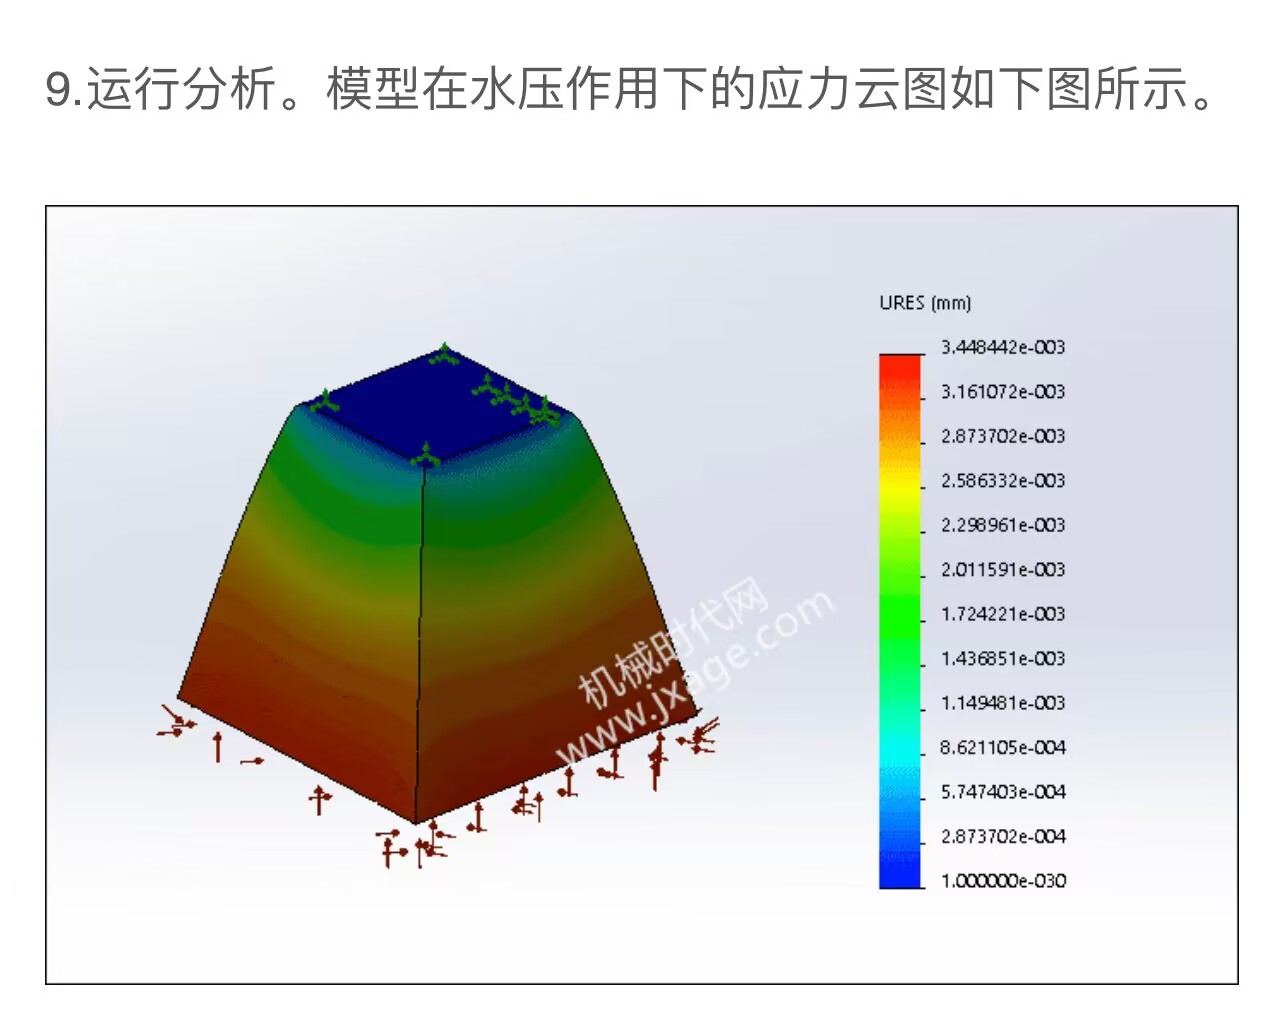 9.运行分析。模型在水压作用下的应力云图如下图所示。
URES (mm)
3.448442e-003
3.161072e-003
2.873702e-003
2.586332e-003
2.298961e-003
2.011591e-003
1.724221e-003
1.436851e-003
1.149481e-003
8.621105e-004
5.747403e-004
2.873702e-004
1.000000e-030
机械时代网
www.jxage.com